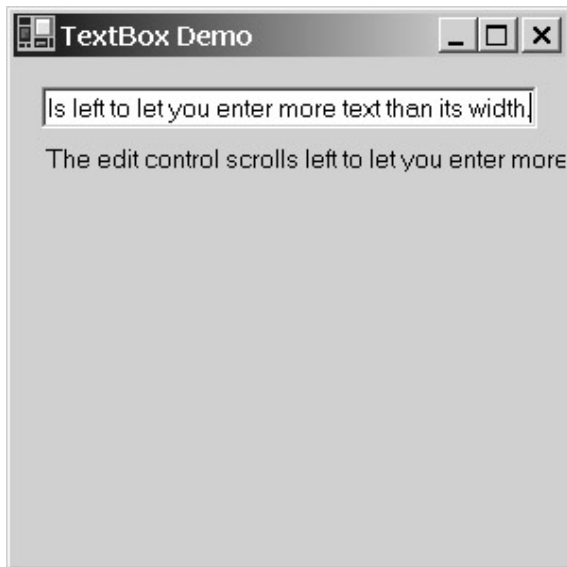 TextBox Demo
ls left to let you enter more text than its width.
The edit control scrolls left to let you enter more